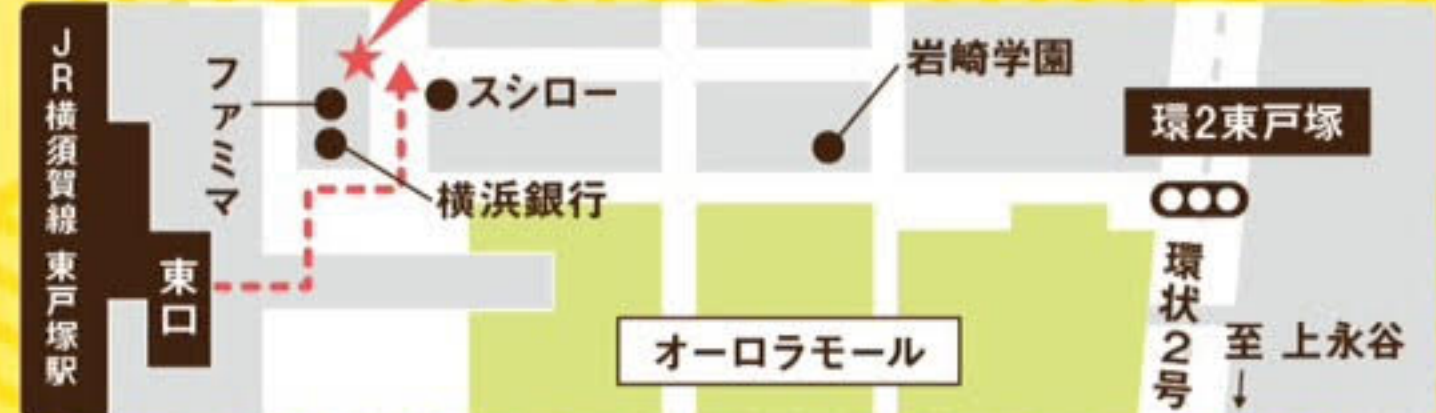 JR横須賀線 東戸塚駅
東口
ファミマ
スシロー
横浜銀行
岩崎学園
環2東戸塚
オーロラモール
環状2号
至 上永谷
↓